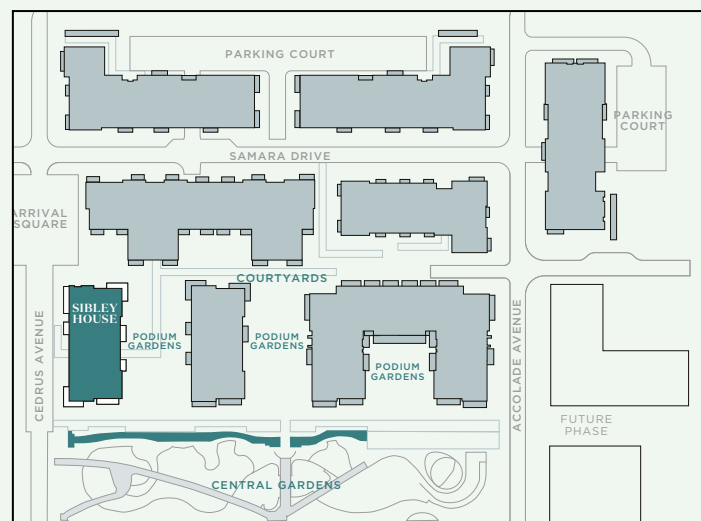 PARKING COURT
PARKING
COURT
SAMARA DRIVE
ARRIVAL
SQUARE
COURTYARDS
SIBLEY
HOUSE
PODIUM
GARDENS
PODIUM
GARDENS
PODIUM
GARDENS
CEDRUS AVENUE
ACCOLADE AVENUE
FUTURE
PHASE
CENTRAL GARDENS